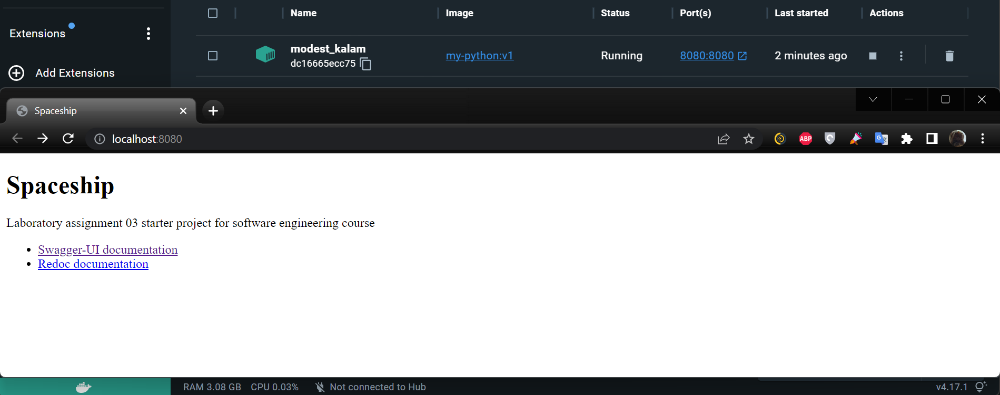 Name Image Status Port(s) Last started Actions
Extensions
modest_kalam
dc16665ecc75
my-python:v1 Running 8080:8080 2 minutes ago
Add Extensions
Spaceship
localhost:8080
ABP
G
Spaceship
Laboratory assignment 03 starter project for software engineering course
Swagger-UI documentation
Redoc documentation
RAM 3.08 GB CPU 0.03% Not connected to Hub v4.17.1